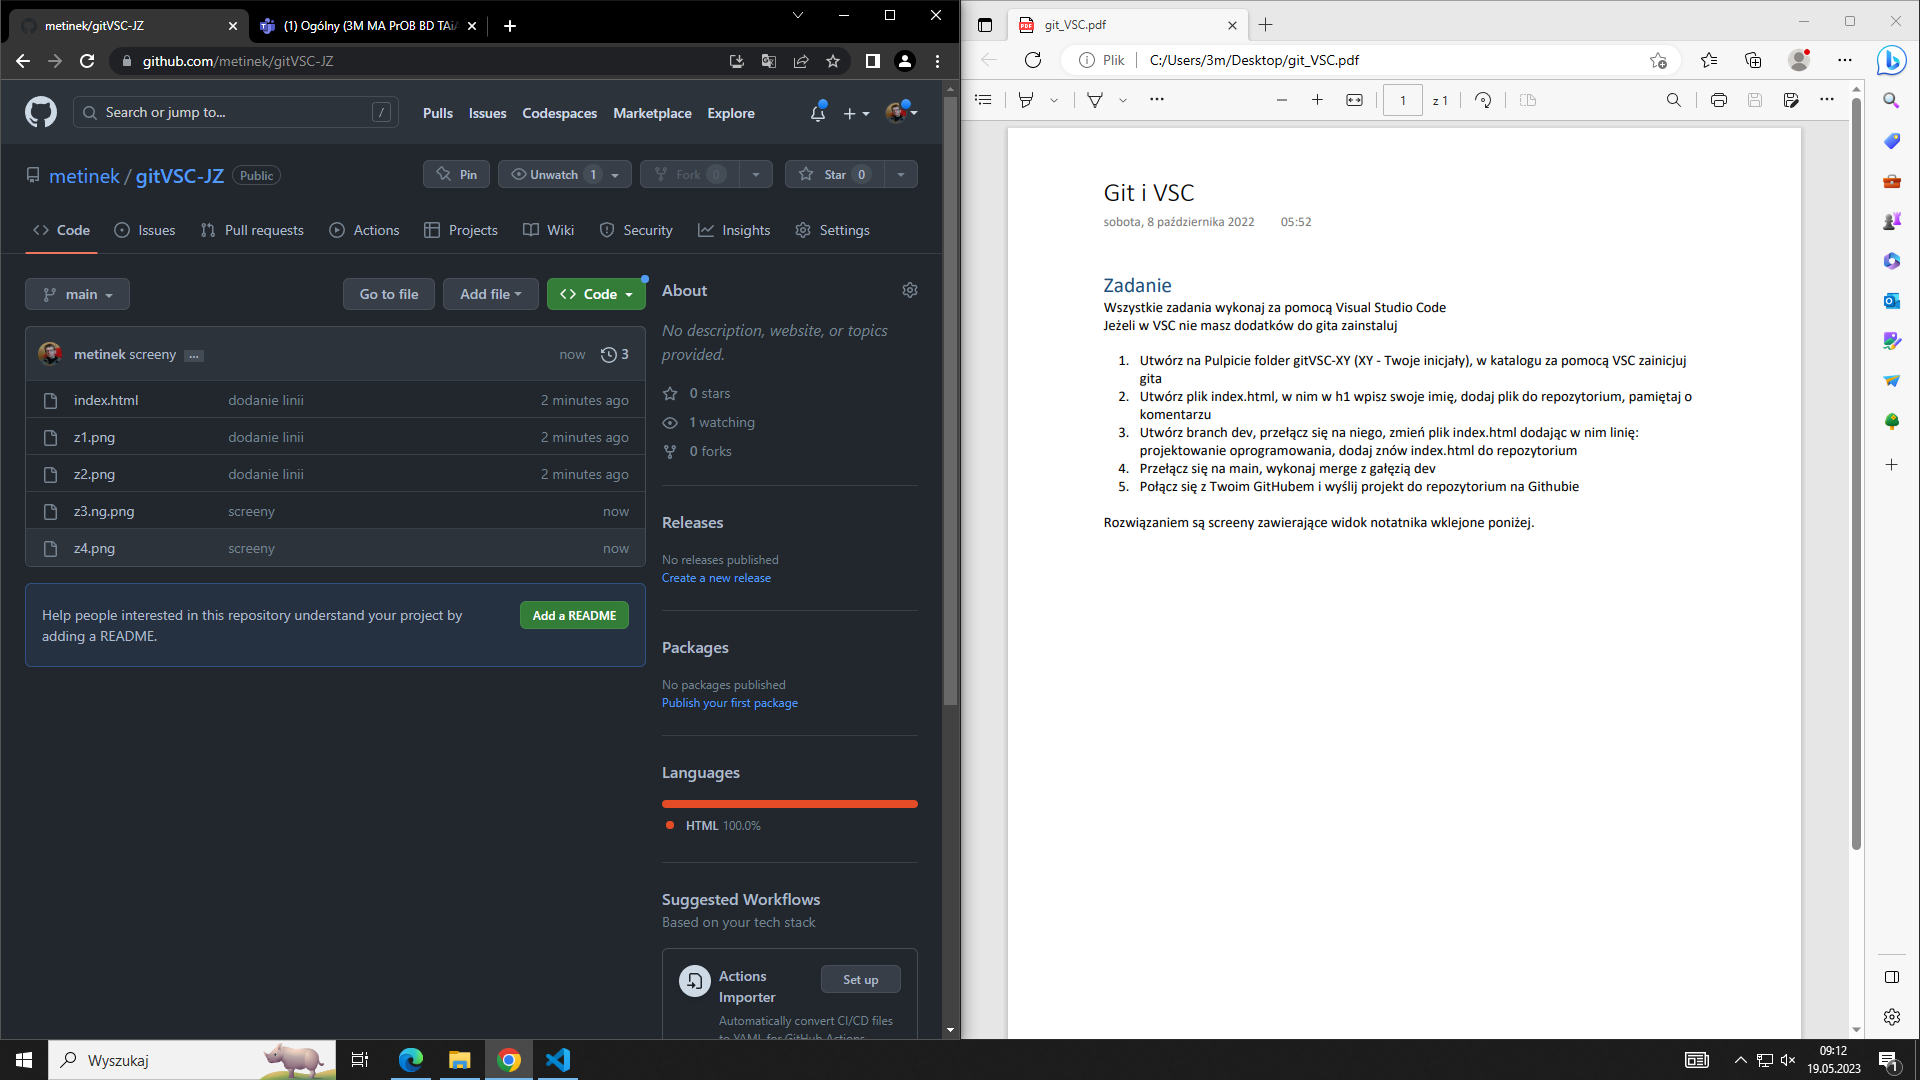 metinek/gitVSC-JZ
(1) Ogólny (3M MA PrOB BD TAiA
github.com/metinek/gitVSC-JZ
Search or jump to...
/
Pulls
Issues
Codespaces
Marketplace
Explore
metinek / gitVSC-JZ
Public
Pin
Unwatch 1
Fork 0
Star 0
Code
Issues
Pull requests
Actions
Projects
Wiki
Security
Insights
Settings
main
Go to file
Add file
Code
metinek screeny ...
now
3
index.html dodanie linii 2 minutes ago
z1.png dodanie linii 2 minutes ago
z2.png dodanie linii 2 minutes ago
z3.ng.png screeny now
z4.png screeny now
Help people interested in this repository understand your project by
adding a README.
Add a README
About
No description, website, or topics
provided.
0 stars
1 watching
0 forks
Releases
No releases published
Create a new release
Packages
No packages published
Publish your first package
Languages
HTML 100.0%
Suggested Workflows
Based on your tech stack
Actions
Importer
Set up
Automatically convert CI/CD files
to YAML for GitHub Actions.
git_VSC.pdf
Plik
C:/Users/3m/Desktop/git_VSC.pdf
1
z 1
Git i VSC
sobota, 8 października 2022 05:52
Zadanie
Wszystkie zadania wykonaj za pomocą Visual Studio Code
Jeżeli w VSC nie masz dodatków do gita zainstaluj
1. Utwórz na Pulpicie folder gitVSC-XY (XY - Twoje inicjały), w katalogu za pomocą VSC zainicjuj
gita
2. Utwórz plik index.html, w nim w h1 wpisz swoje imię, dodaj plik do repozytorium, pamiętaj o
komentarzu
3. Utwórz branch dev, przełącz się na niego, zmień plik index.html dodając w nim linię:
projektowanie oprogramowania, dodaj znów index.html do repozytorium
4. Przełącz się na main, wykonaj merge z gałęzią dev
5. Połącz się z Twoim GitHubem i wyślij projekt do repozytorium na Githubie
Rozwiązaniem są screeny zawierające widok notatnika wklejone poniżej.
Wyszukaj
09:12
19.05.2023
1